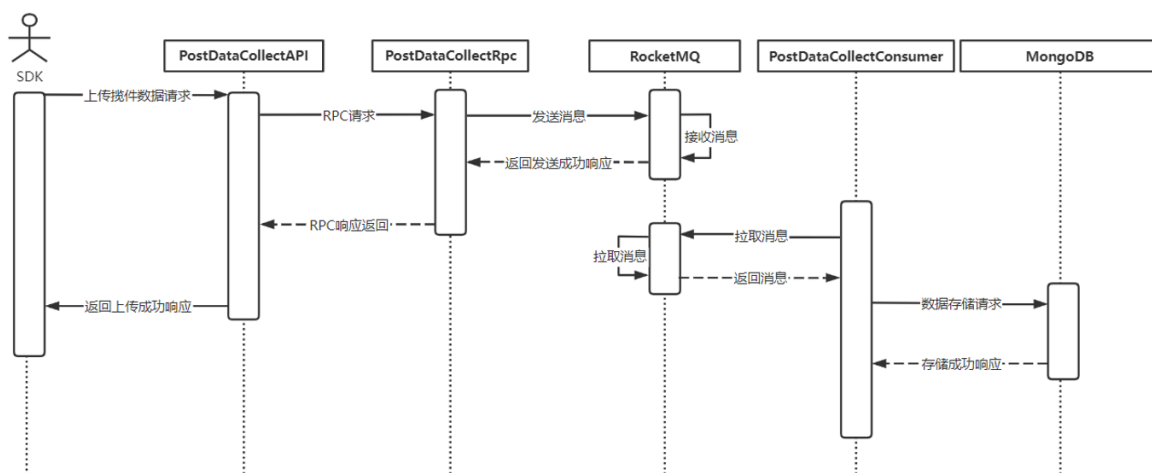 SDK
PostDataCollectAPI
PostDataCollectRpc
RocketMQ
PostDataCollectConsumer
MongoDB
上传揽件数据请求
RPC请求
发送消息
接收消息
返回发送成功响应
RPC响应返回
拉取消息
拉取消息
返回消息
返回上传成功响应
数据存储请求
存储成功响应